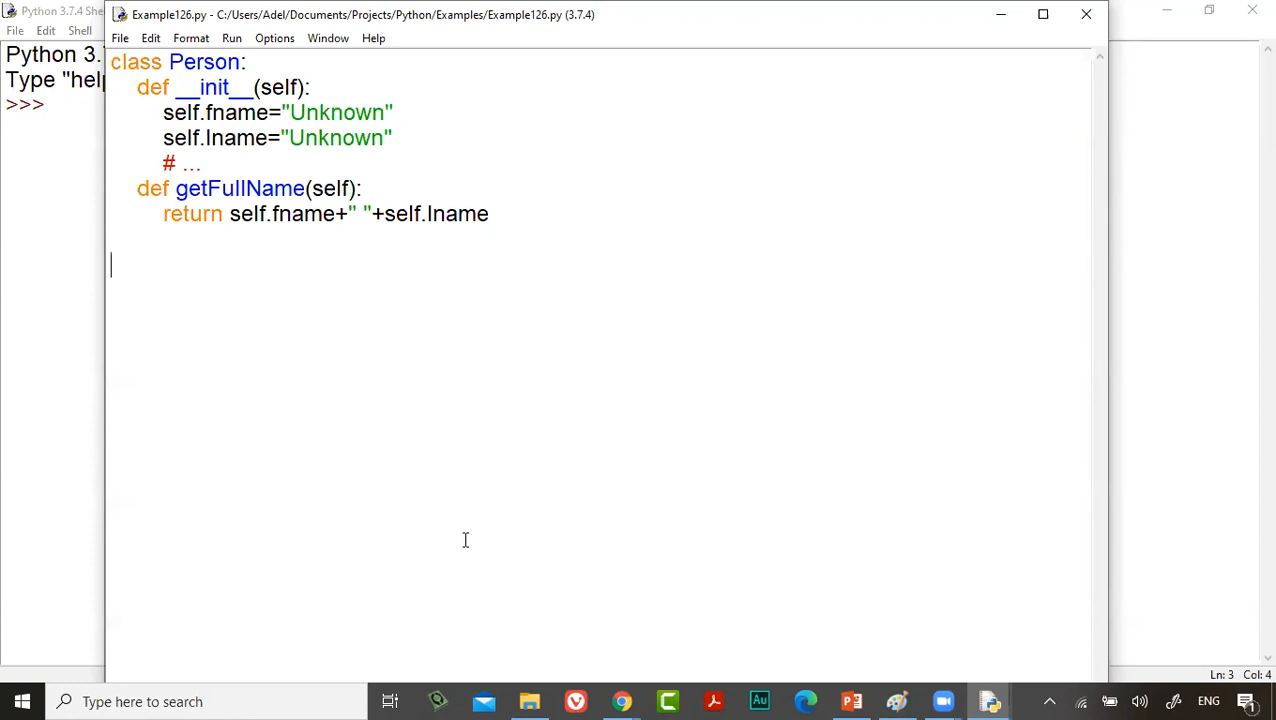 Python 3.7.4 She
File Edit Shell
Python 3.
Type "help
>>>
Example126.py - C:/Users/Adel/Documents/Projects/Python/Examples/Example126.py (3.7.4)
File Edit Format Run Options Window Help
class Person:
def __init__(self):
self.fname="Unknown"
self.lname="Unknown"
# ...
def getFullName(self):
return self.fname+" "+self.lname
Ln: 3 Col: 4
Type here to search
ENG